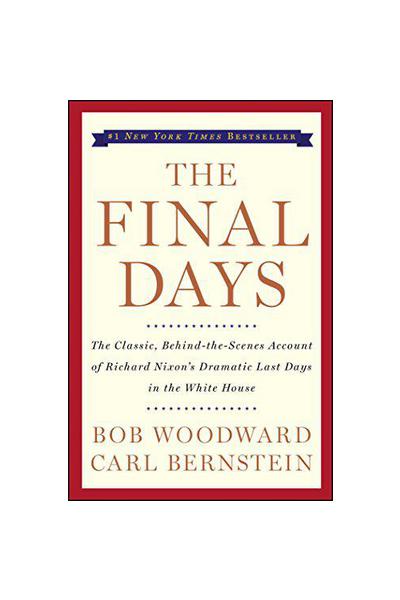 #1 New York Times Bestseller
THE
FINAL
DAYS
The Classic, Behind-the-Scenes Account
of Richard Nixon's Dramatic Last Days
in the White House
BOB WOODWARD
CARL BERNSTEIN